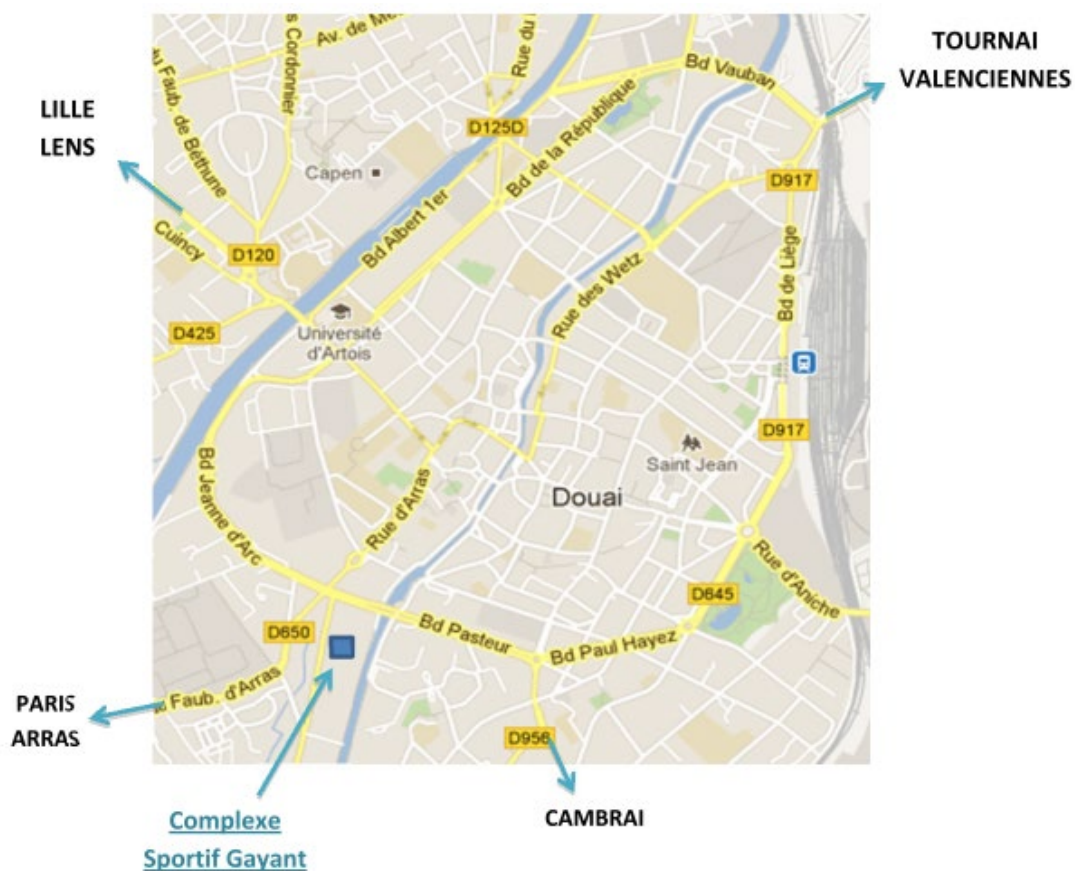 TOURNAI
VALENCIENNES
LILLE
LENS
Av. de
Rue du
Cordonnier
Faub. de Béthune
Bd Vauban
D125D
Bd de la République
Capen
D917
Bd Albert 1er
Cuincy
D120
Rue des Wetz
Bd de Liège
D425
Université
d'Artois
D917
Saint Jean
Bd Jeanne d'Arc
Rue d'Arras
Douai
Rue d'Aniche
D645
D650
Bd Pasteur
Bd Paul Hayez
Faub. d'Arras
PARIS
ARRAS
D956
CAMBRAI
Complexe
Sportif Gayant